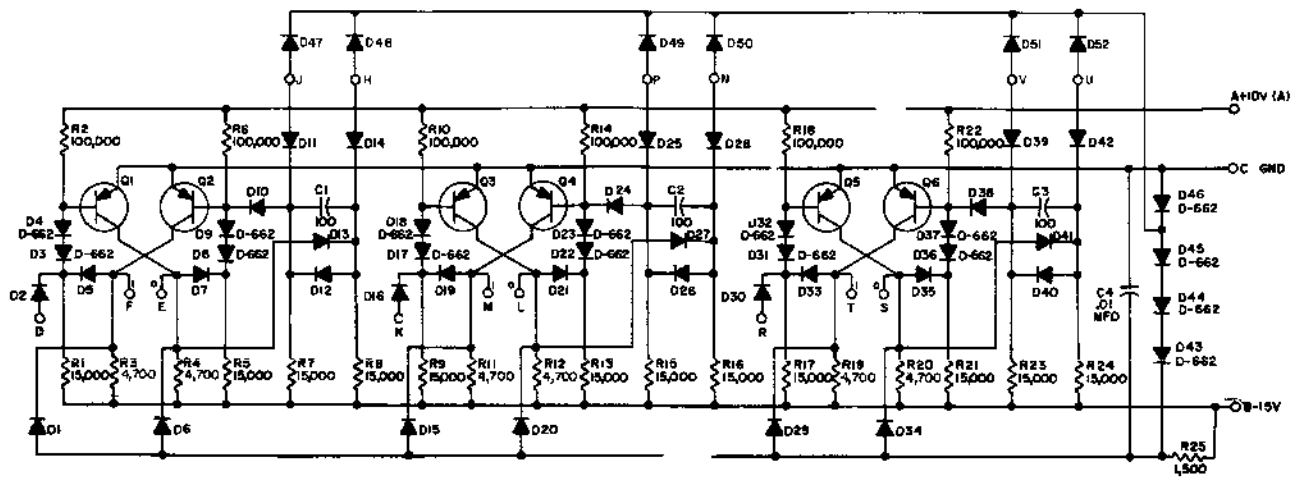 D47 D48 D49 D50 D51 D52
J H P N V U
A+10V (A)
R2 100,000
R6 100,000
D11 D14
R10 100,000
R14 100,000
D25 D28
R18 100,000
R22 100,000
D39 D42
C GND
Q1 Q2 Q3 Q4 Q5 Q6
D10 C1 100
D24 C2 100
D38 C3 100
D46 D-662
D4 D-662
D9 D-662
D13
D18 D-662
D23 D-662
D27
D32 D-662
D37 D-662
D41
D45 D-662
D3
D8 D-662
D17 D-662
D22 D-662
D31 D-662
D36 D-662
D2 D5 D7 D12
D16 D19 D21 D26
D30 D33 D35 D40
C4 .01 MFD
D44 D-662
D F E
K M L
R T S
D43 D-662
R1 15,000
R3 4,700
R4 4,700
R5 15,000
R7 15,000
R8 15,000
R9 15,000
R11 4,700
R12 4,700
R13 15,000
R15 15,000
R16 15,000
R17 15,000
R19 4,700
R20 4,700
R21 15,000
R23 15,000
R24 15,000
B-15V
D1 D6 D15 D20 D29 D34
R25 1,500